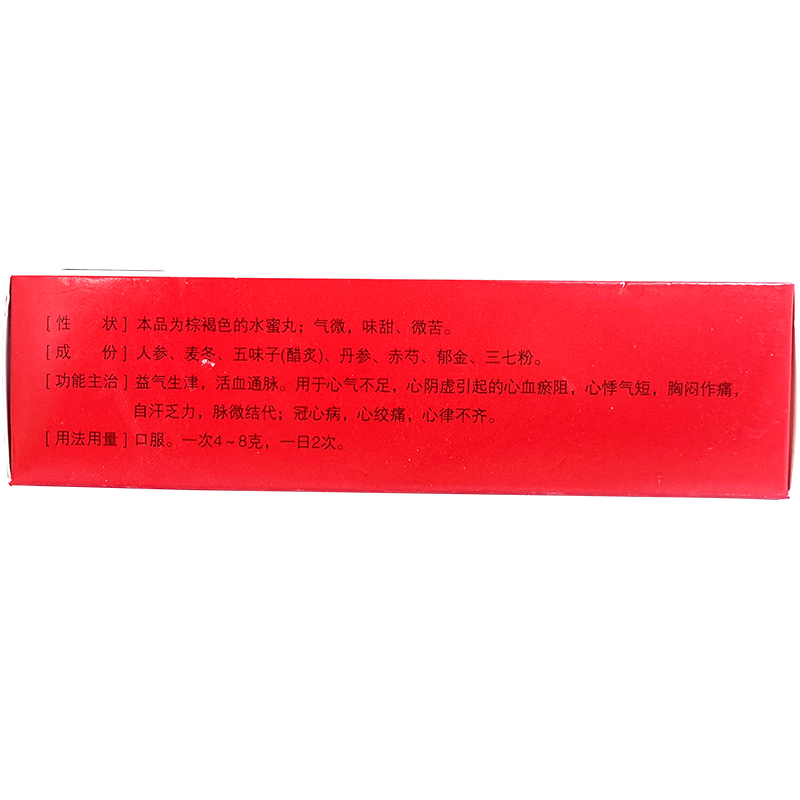 [性　　状] 本品为棕褐色的水蜜丸；气微，味甜、微苦。
[成　　份] 人参、麦冬、五味子(醋炙)、丹参、赤芍、郁金、三七粉。
[功能主治] 益气生津，活血通脉。用于心气不足，心阴虚引起的心血瘀阻，心悸气短，胸闷作痛，
自汗乏力，脉微结代；冠心病，心绞痛，心律不齐。
[用法用量] 口服。一次4~8克，一日2次。